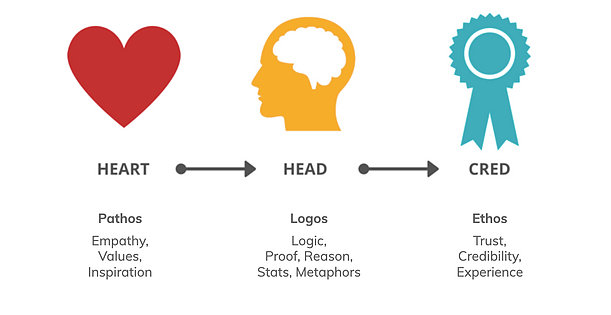 HEART
HEAD
CRED
Pathos
Empathy,
Values,
Inspiration
Logos
Logic,
Proof, Reason,
Stats, Metaphors
Ethos
Trust,
Credibility,
Experience